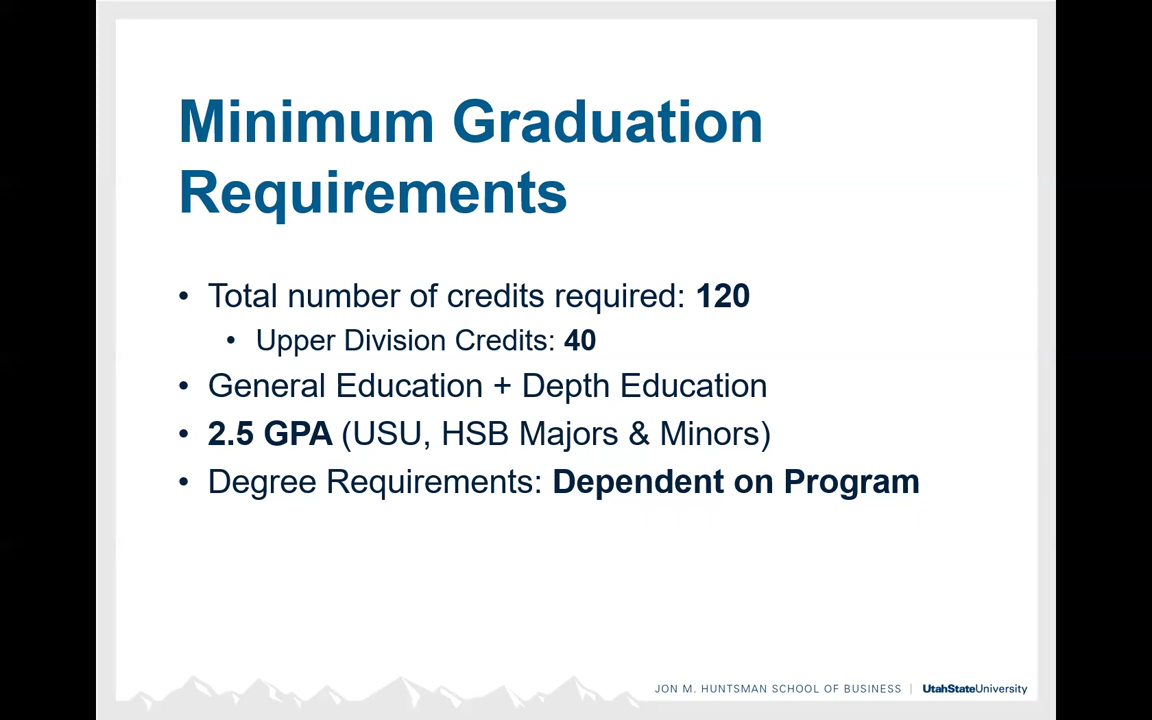 Minimum Graduation
Requirements
• Total number of credits required: 120
• Upper Division Credits: 40
• General Education + Depth Education
• 2.5 GPA (USU, HSB Majors & Minors)
• Degree Requirements: Dependent on Program
JON M. HUNTSMAN SCHOOL OF BUSINESS | UtahStateUniversity